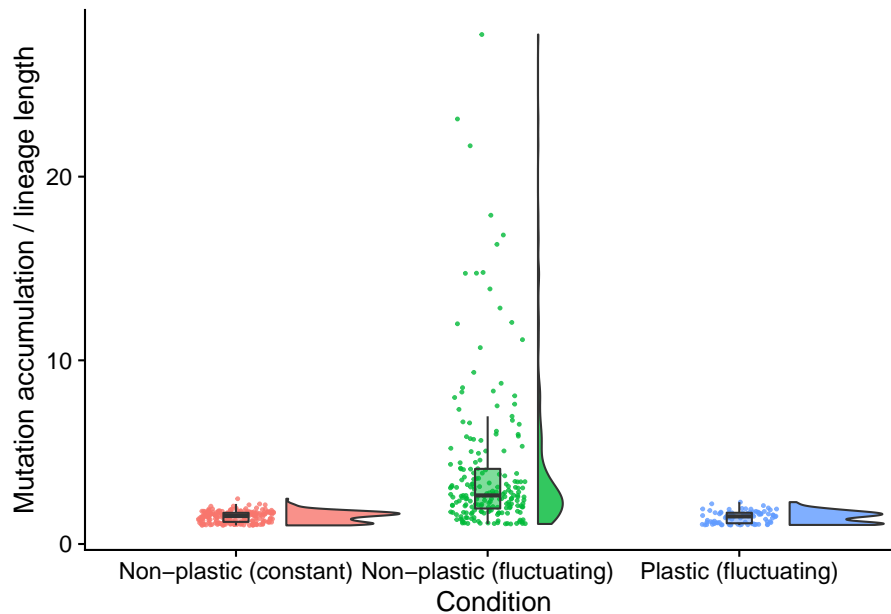 Mutation accumulation / lineage length
20
10
0
Non−plastic (constant) Non−plastic (fluctuating) Plastic (fluctuating)
Condition